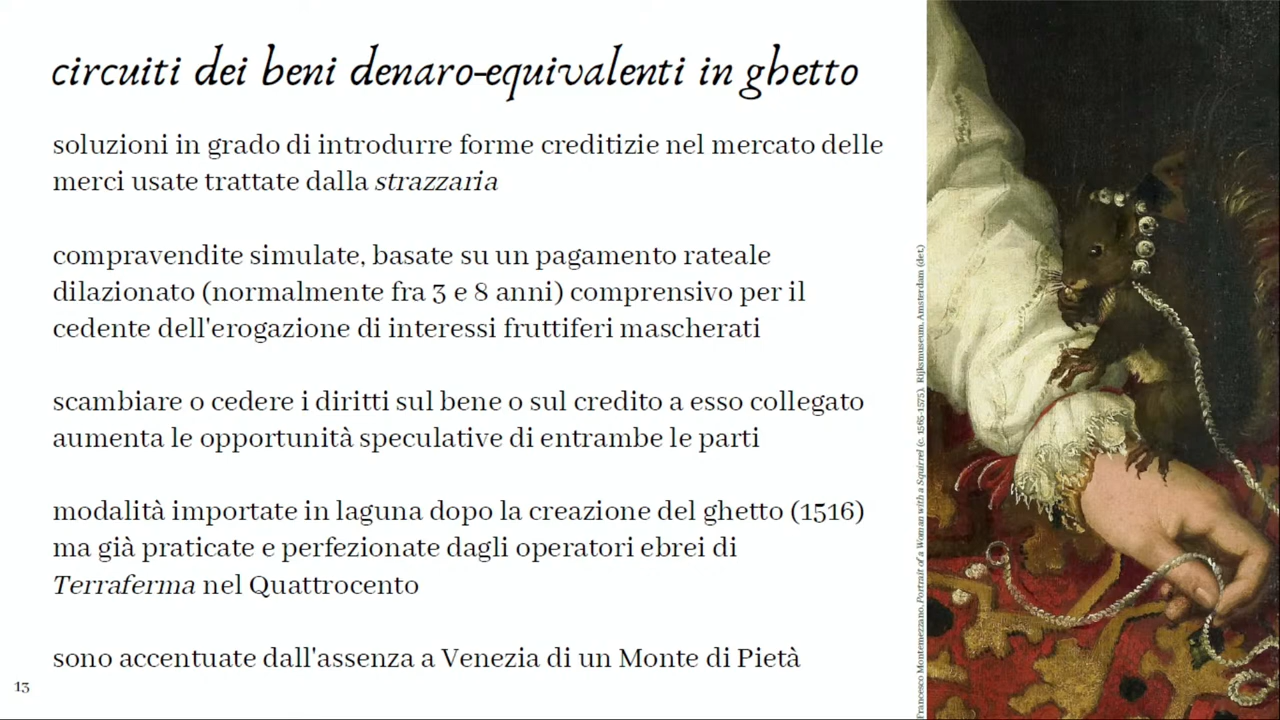 circuiti dei beni denaro-equivalenti in ghetto
soluzioni in grado di introdurre forme creditizie nel mercato delle
merci usate trattate dalla strazzaria
compravendite simulate, basate su un pagamento rateale
dilazionato (normalmente fra 3 e 8 anni) comprensivo per il
cedente dell'erogazione di interessi fruttiferi mascherati
scambiare o cedere i diritti sul bene o sul credito a esso collegato
aumenta le opportunità speculative di entrambe le parti
modalità importate in laguna dopo la creazione del ghetto (1516)
ma già praticate e perfezionate dagli operatori ebrei di
Terraferma nel Quattrocento
sono accentuate dall'assenza a Venezia di un Monte di Pietà
13
Francesco Montemezzano, Portrait of a Woman with a Squirrel (c. 1565-1575), Rijksmuseum, Amsterdam (det.)